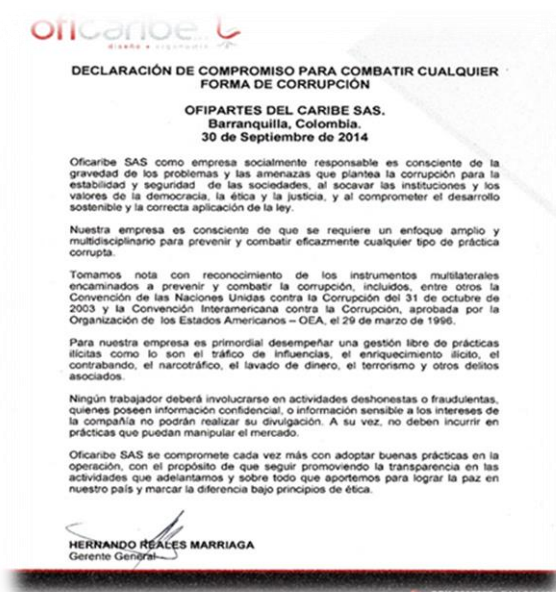 oficaribe
diseño + ergonomía
DECLARACIÓN DE COMPROMISO PARA COMBATIR CUALQUIER
FORMA DE CORRUPCIÓN
OFIPARTES DEL CARIBE SAS.
Barranquilla, Colombia.
30 de Septiembre de 2014
Oficaribe SAS como empresa socialmente responsable es consciente de la
gravedad de los problemas y las amenazas que plantea la corrupción para la
estabilidad y seguridad de las sociedades, al socavar las instituciones y los
valores de la democracia, la ética y la justicia, y al comprometer el desarrollo
sostenible y la correcta aplicación de la ley.
Nuestra empresa es consciente de que se requiere un enfoque amplio y
multidisciplinario para prevenir y combatir eficazmente cualquier tipo de práctica
corrupta.
Tomamos nota con reconocimiento de los instrumentos multilaterales
encaminados a prevenir y combatir la corrupción, incluidos, entre otros la
Convención de las Naciones Unidas contra la Corrupción del 31 de octubre de
2003 y la Convención Interamericana contra la Corrupción, aprobada por la
Organización de los Estados Americanos – OEA, el 29 de marzo de 1996.
Para nuestra empresa es primordial desempeñar una gestión libre de prácticas
ilícitas como lo son el tráfico de influencias, el enriquecimiento ilícito, el
contrabando, el narcotráfico, el lavado de dinero, el terrorismo y otros delitos
asociados.
Ningún trabajador deberá involucrarse en actividades deshonestas o fraudulentas,
quienes poseen información confidencial, o información sensible a los intereses de
la compañía no podrán realizar su divulgación. A su vez, no deben incurrir en
prácticas que puedan manipular el mercado.
Oficaribe SAS se compromete cada vez más con adoptar buenas prácticas en la
operación, con el propósito de que seguir promoviendo la transparencia en las
actividades que adelantamos y sobre todo que aportemos para lograr la paz en
nuestro país y marcar la diferencia bajo principios de ética.
HERNANDO REALES MARRIAGA
Gerente General